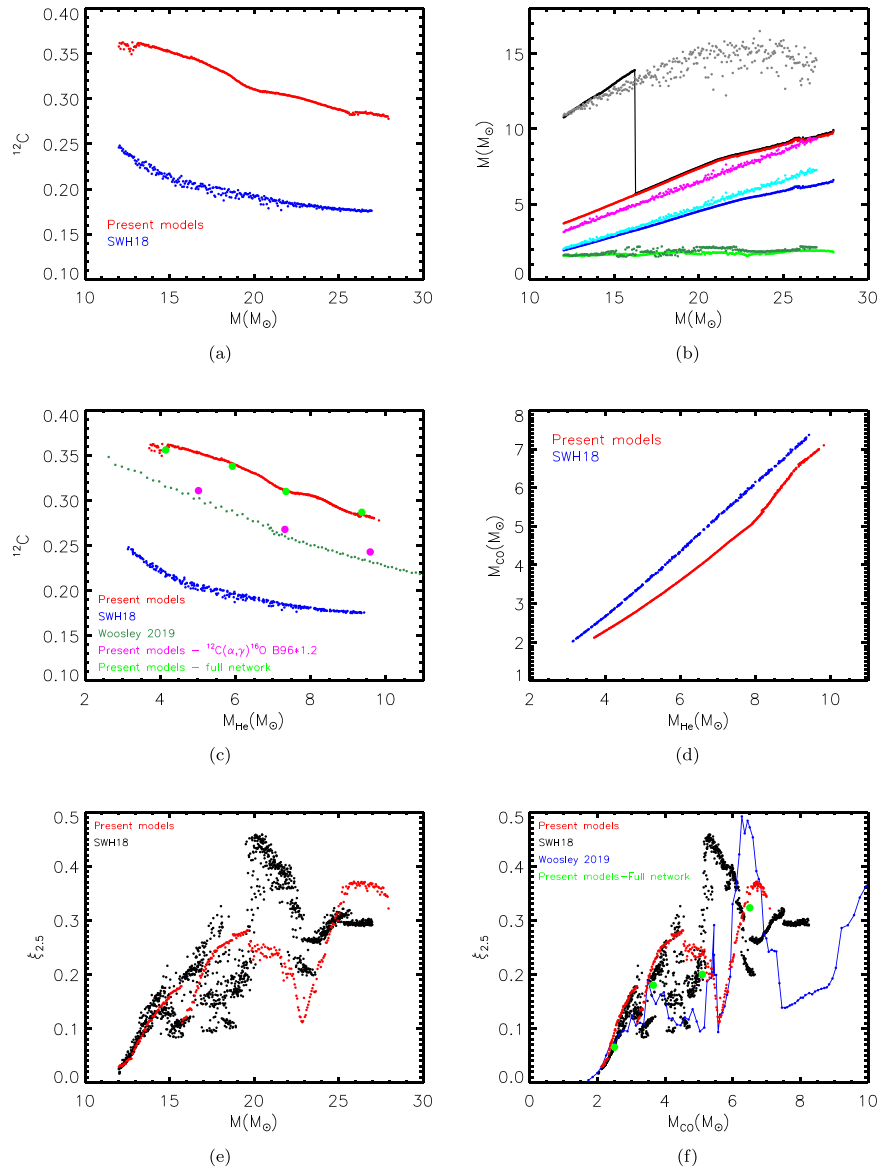 0.40
0.35
0.30
0.25
0.20
0.15
0.10
¹²C
Present models
SWH18
10 15 20 25 30
M(M⊙)
(a)
15
10
5
0
M(M⊙)
10 15 20 25 30
M(M⊙)
(b)
0.40
0.35
0.30
0.25
0.20
0.15
0.10
¹²C
Present models
SWH18
Woosley 2019
Present models – ¹²C(α,γ)¹⁶O B96*1.2
Present models – full network
2 4 6 8 10
M_He(M⊙)
(c)
8
7
6
5
4
3
2
1
M_CO(M⊙)
Present models
SWH18
2 4 6 8 10
M_He(M⊙)
(d)
0.5
0.4
0.3
0.2
0.1
0.0
ξ₂.₅
Present models
SWH18
10 15 20 25 30
M(M⊙)
(e)
0.5
0.4
0.3
0.2
0.1
0.0
ξ₂.₅
Present models
SWH18
Woosley 2019
Present models–Full network
0 2 4 6 8 10
M_CO(M⊙)
(f)